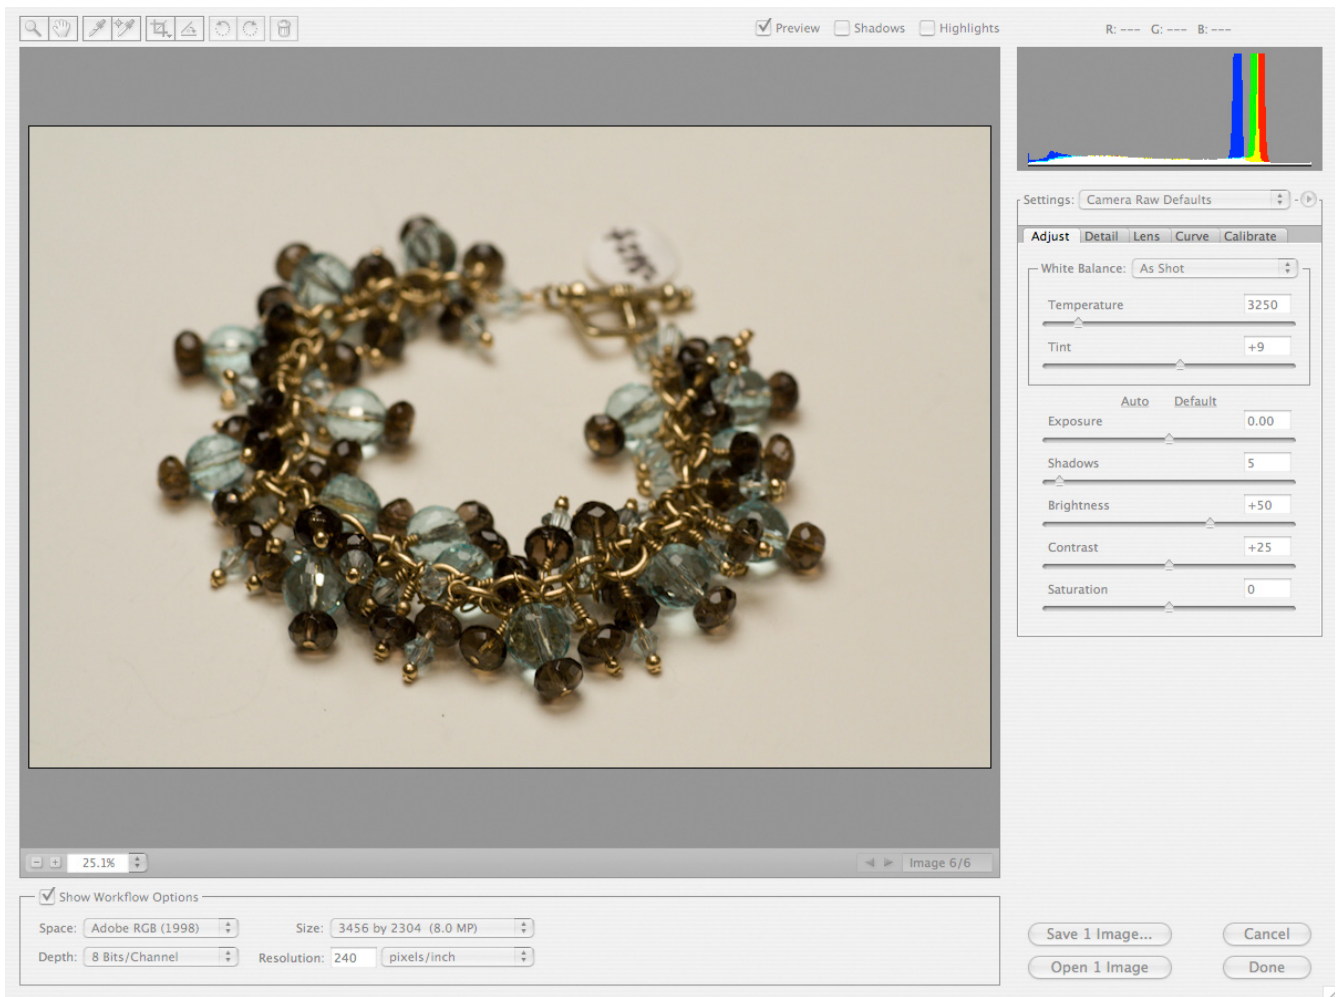 Preview Shadows Highlights R: --- G: --- B: ---
Settings: Camera Raw Defaults
Adjust Detail Lens Curve Calibrate
White Balance: As Shot
Temperature 3250
Tint +9
Auto Default
Exposure 0.00
Shadows 5
Brightness +50
Contrast +25
Saturation 0
25.1% Image 6/6
Show Workflow Options
Space: Adobe RGB (1998) Size: 3456 by 2304 (8.0 MP)
Depth: 8 Bits/Channel Resolution: 240 pixels/inch
Save 1 Image... Cancel
Open 1 Image Done